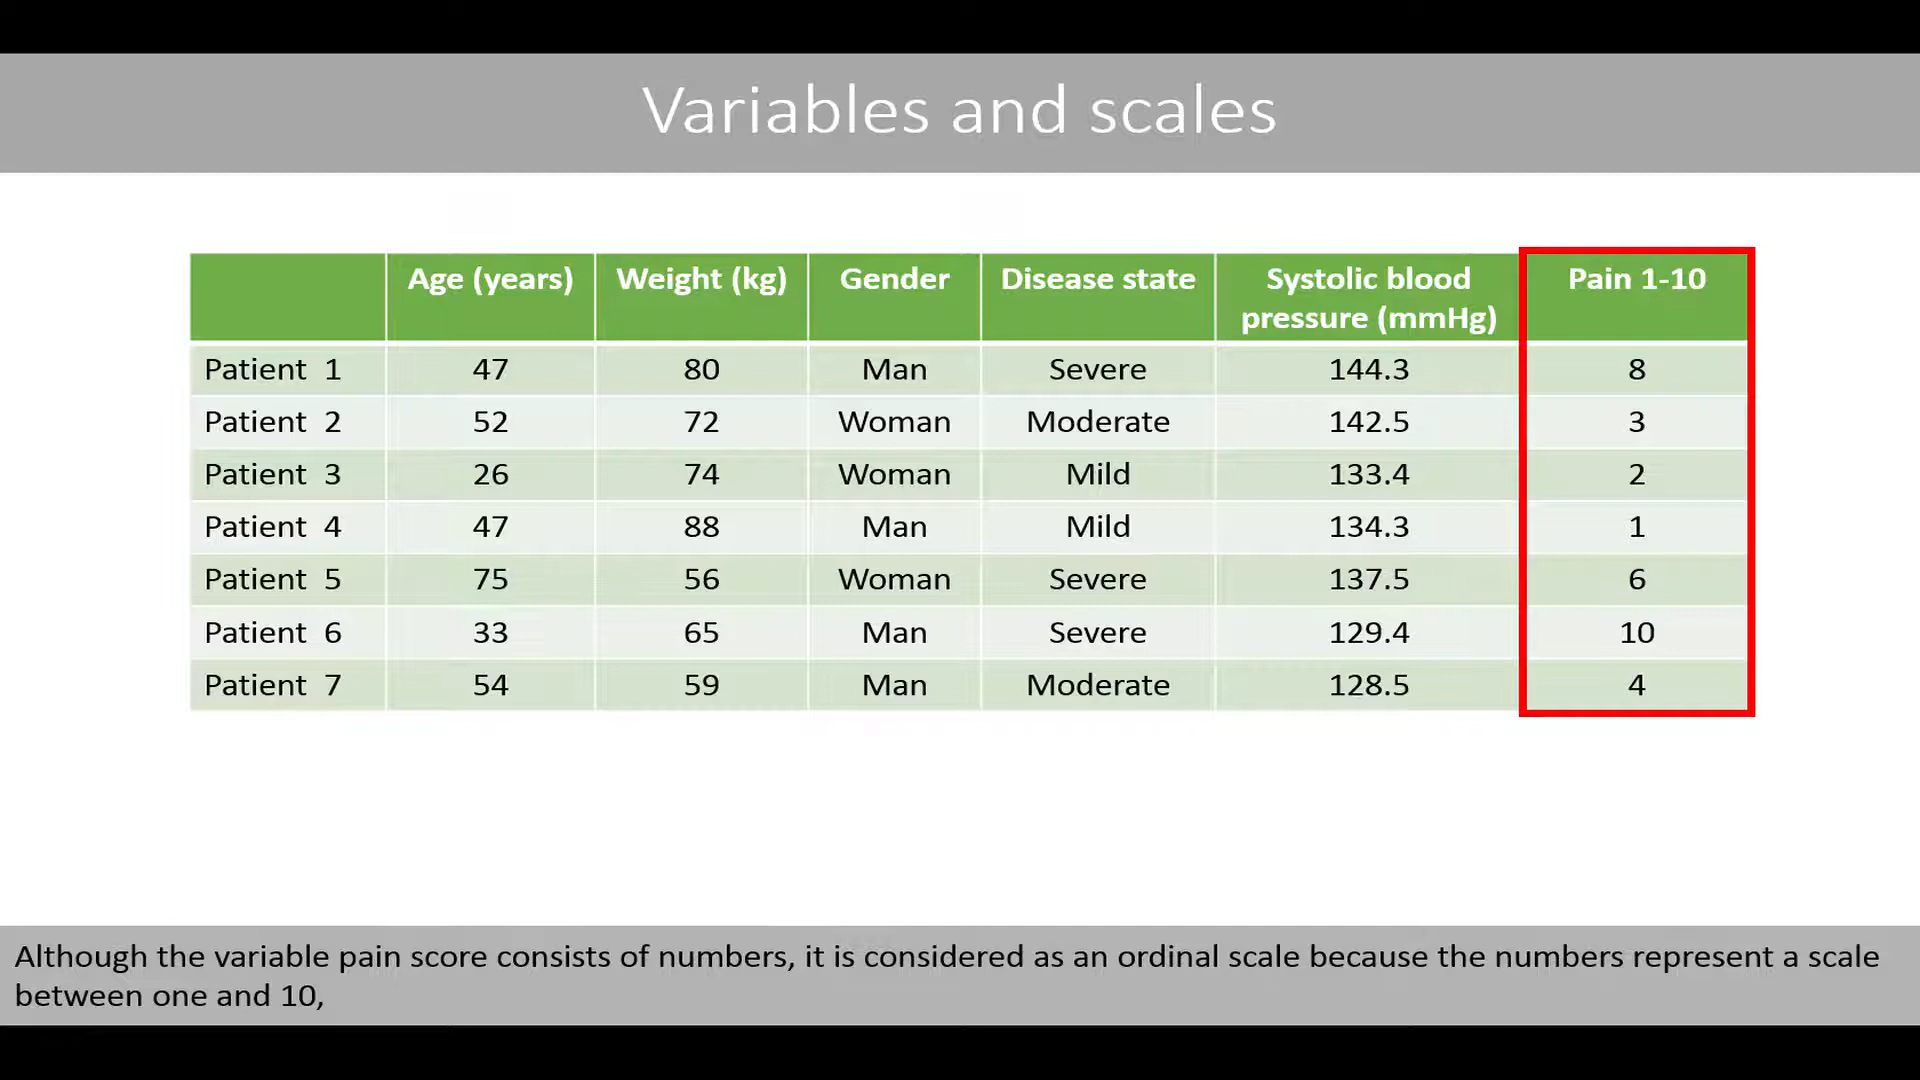 Variables and scales
Age (years) Weight (kg) Gender Disease state Systolic blood pressure (mmHg) Pain 1-10
Patient 1 47 80 Man Severe 144.3 8
Patient 2 52 72 Woman Moderate 142.5 3
Patient 3 26 74 Woman Mild 133.4 2
Patient 4 47 88 Man Mild 134.3 1
Patient 5 75 56 Woman Severe 137.5 6
Patient 6 33 65 Man Severe 129.4 10
Patient 7 54 59 Man Moderate 128.5 4
Although the variable pain score consists of numbers, it is considered as an ordinal scale because the numbers represent a scale
between one and 10,